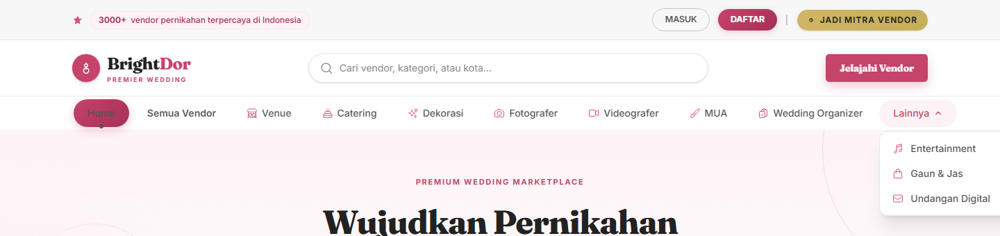 3000+ vendor pernikahan terpercaya di Indonesia
MASUK
DAFTAR
|
JADI MITRA VENDOR
BrightDor
PREMIER WEDDING
Cari vendor, kategori, atau kota...
Jelajahi Vendor
Home
Semua Vendor
Venue
Catering
Dekorasi
Fotografer
Videografer
MUA
Wedding Organizer
Lainnya
Entertainment
Gaun & Jas
Undangan Digital
PREMIUM WEDDING MARKETPLACE
Wujudkan Pernikahan